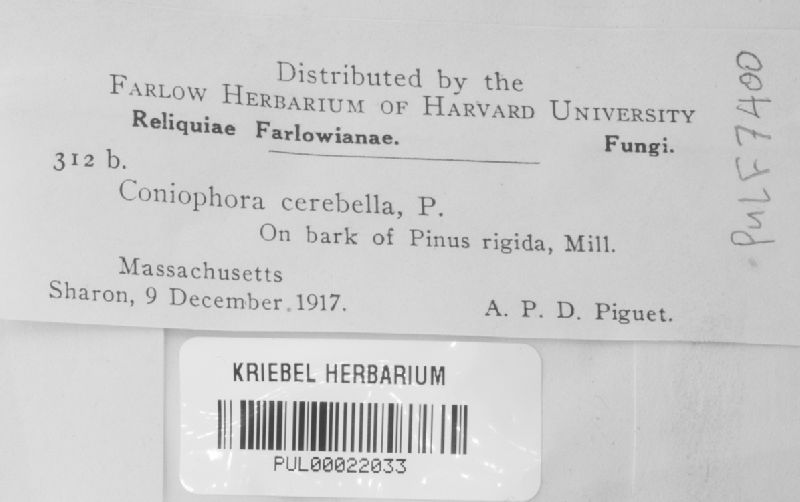 Distributed by the
FARLOW HERBARIUM OF HARVARD UNIVERSITY
Reliquiae Farlowianae. Fungi.
312 b.
Coniophora cerebella, P.
On bark of Pinus rigida, Mill.
Massachusetts
Sharon, 9 December 1917. A. P. D. Piguet.
PUL F7400
KRIEBEL HERBARIUM
PUL00022033